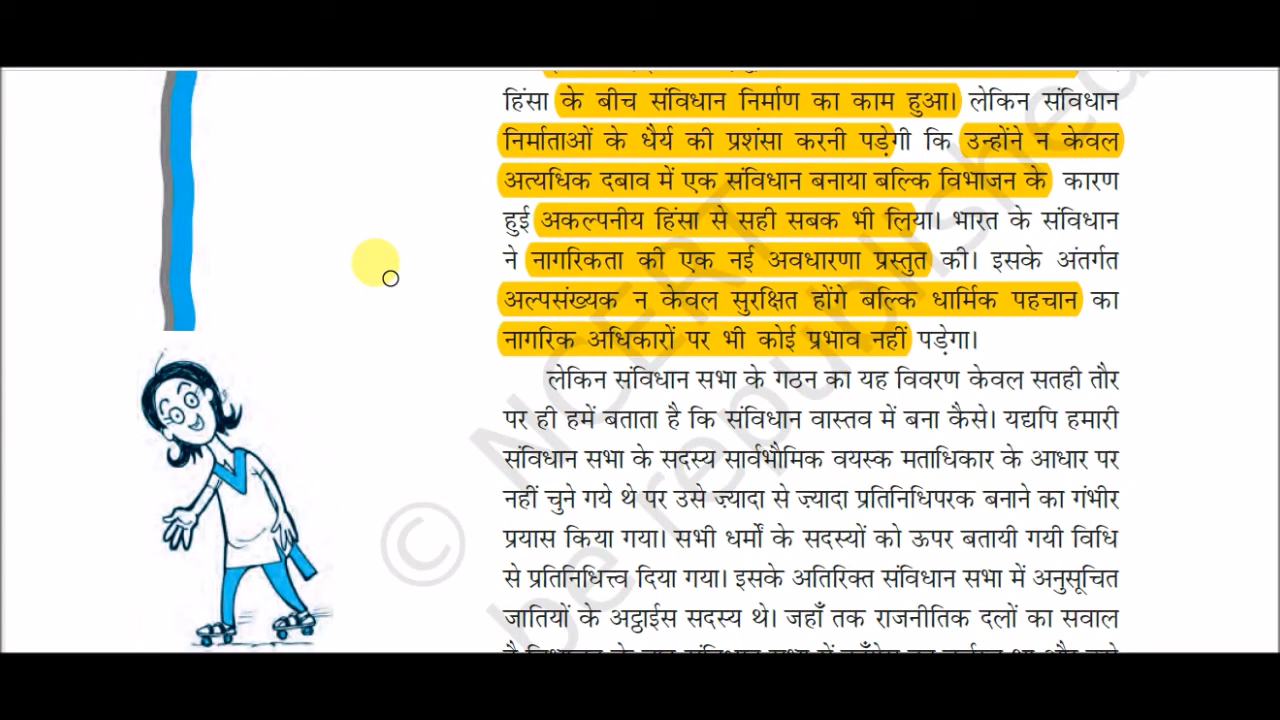 हिंसा के बीच संविधान निर्माण का काम हुआ। लेकिन संविधान
निर्माताओं के धैर्य की प्रशंसा करनी पड़ेगी कि उन्होंने न केवल
अत्यधिक दबाव में एक संविधान बनाया बल्कि विभाजन के कारण
हुई अकल्पनीय हिंसा से सही सबक भी लिया। भारत के संविधान
ने नागरिकता की एक नई अवधारणा प्रस्तुत की। इसके अंतर्गत
अल्पसंख्यक न केवल सुरक्षित होंगे बल्कि धार्मिक पहचान का
नागरिक अधिकारों पर भी कोई प्रभाव नहीं पड़ेगा।
लेकिन संविधान सभा के गठन का यह विवरण केवल सतही तौर
पर ही हमें बताता है कि संविधान वास्तव में बना कैसे। यद्यपि हमारी
संविधान सभा के सदस्य सार्वभौमिक वयस्क मताधिकार के आधार पर
नहीं चुने गये थे पर उसे ज़्यादा से ज़्यादा प्रतिनिधिपरक बनाने का गंभीर
प्रयास किया गया। सभी धर्मों के सदस्यों को ऊपर बतायी गयी विधि
से प्रतिनिधित्त्व दिया गया। इसके अतिरिक्त संविधान सभा में अनुसूचित
जातियों के अट्ठाईस सदस्य थे। जहाँ तक राजनीतिक दलों का सवाल
© NCERT
be republished